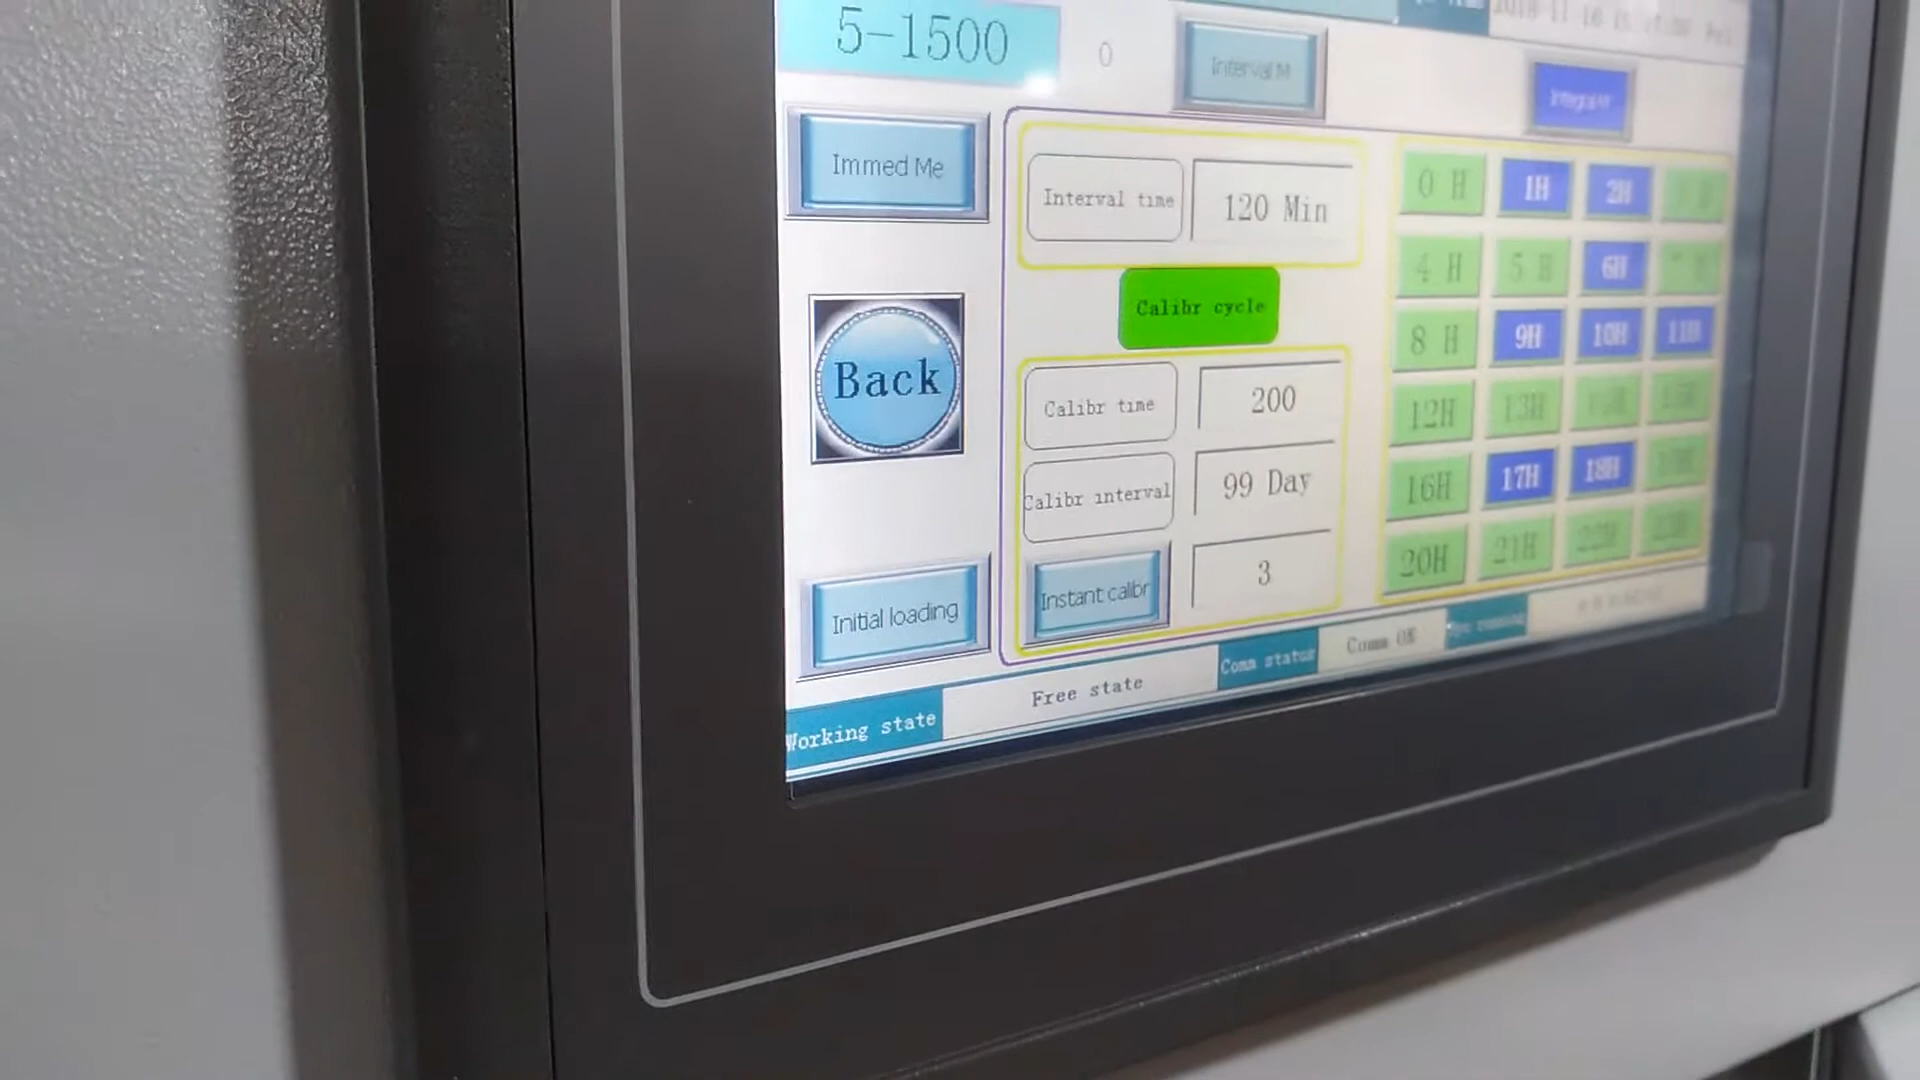 5-1500
0
Interval M
Integral M
Immed Me
Interval time
120 Min
0 H
1H
2H
Calibr cycle
4 H
5 H
6H
Back
8 H
9H
10H
11H
Calibr time
200
12H
13H
Calibr interval
99 Day
16H
17H
18H
Instant calibr
3
20H
21H
22H
Initial loading
Working state
Free state
Comm status
Comm OK